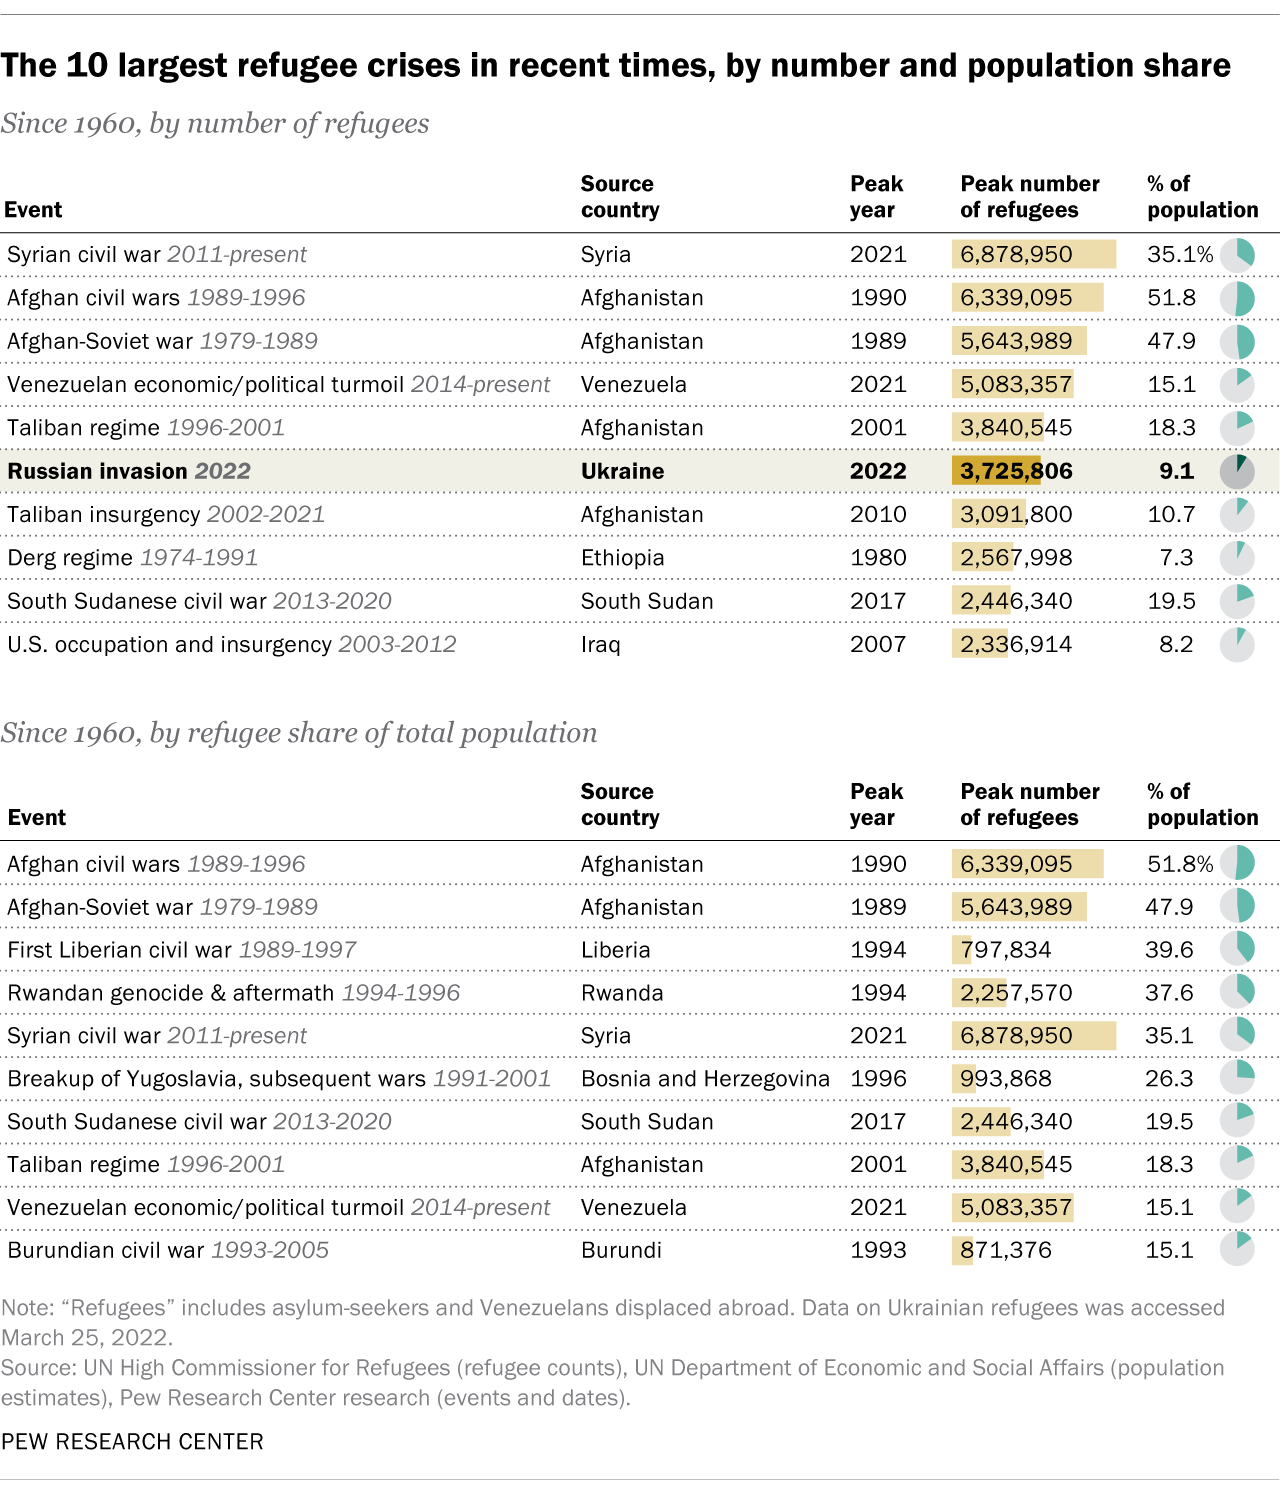 The 10 largest refugee crises in recent times, by number and population share
Since 1960, by number of refugees
Event Source country Peak year Peak number of refugees % of population
Syrian civil war 2011-present Syria 2021 6,878,950 35.1%
Afghan civil wars 1989-1996 Afghanistan 1990 6,339,095 51.8
Afghan-Soviet war 1979-1989 Afghanistan 1989 5,643,989 47.9
Venezuelan economic/political turmoil 2014-present Venezuela 2021 5,083,357 15.1
Taliban regime 1996-2001 Afghanistan 2001 3,840,545 18.3
Russian invasion 2022 Ukraine 2022 3,725,806 9.1
Taliban insurgency 2002-2021 Afghanistan 2010 3,091,800 10.7
Derg regime 1974-1991 Ethiopia 1980 2,567,998 7.3
South Sudanese civil war 2013-2020 South Sudan 2017 2,446,340 19.5
U.S. occupation and insurgency 2003-2012 Iraq 2007 2,336,914 8.2
Since 1960, by refugee share of total population
Event Source country Peak year Peak number of refugees % of population
Afghan civil wars 1989-1996 Afghanistan 1990 6,339,095 51.8%
Afghan-Soviet war 1979-1989 Afghanistan 1989 5,643,989 47.9
First Liberian civil war 1989-1997 Liberia 1994 797,834 39.6
Rwandan genocide & aftermath 1994-1996 Rwanda 1994 2,257,570 37.6
Syrian civil war 2011-present Syria 2021 6,878,950 35.1
Breakup of Yugoslavia, subsequent wars 1991-2001 Bosnia and Herzegovina 1996 993,868 26.3
South Sudanese civil war 2013-2020 South Sudan 2017 2,446,340 19.5
Taliban regime 1996-2001 Afghanistan 2001 3,840,545 18.3
Venezuelan economic/political turmoil 2014-present Venezuela 2021 5,083,357 15.1
Burundian civil war 1993-2005 Burundi 1993 871,376 15.1
Note: “Refugees” includes asylum-seekers and Venezuelans displaced abroad. Data on Ukrainian refugees was accessed
March 25, 2022.
Source: UN High Commissioner for Refugees (refugee counts), UN Department of Economic and Social Affairs (population
estimates), Pew Research Center research (events and dates).
PEW RESEARCH CENTER